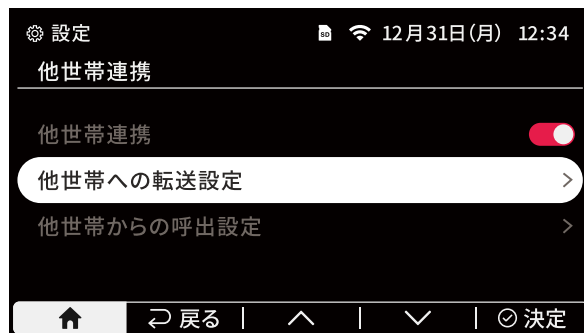 設定 SD 12月31日(月) 12:34
他世帯連携
他世帯連携
他世帯への転送設定
他世帯からの呼出設定
戻る 決定